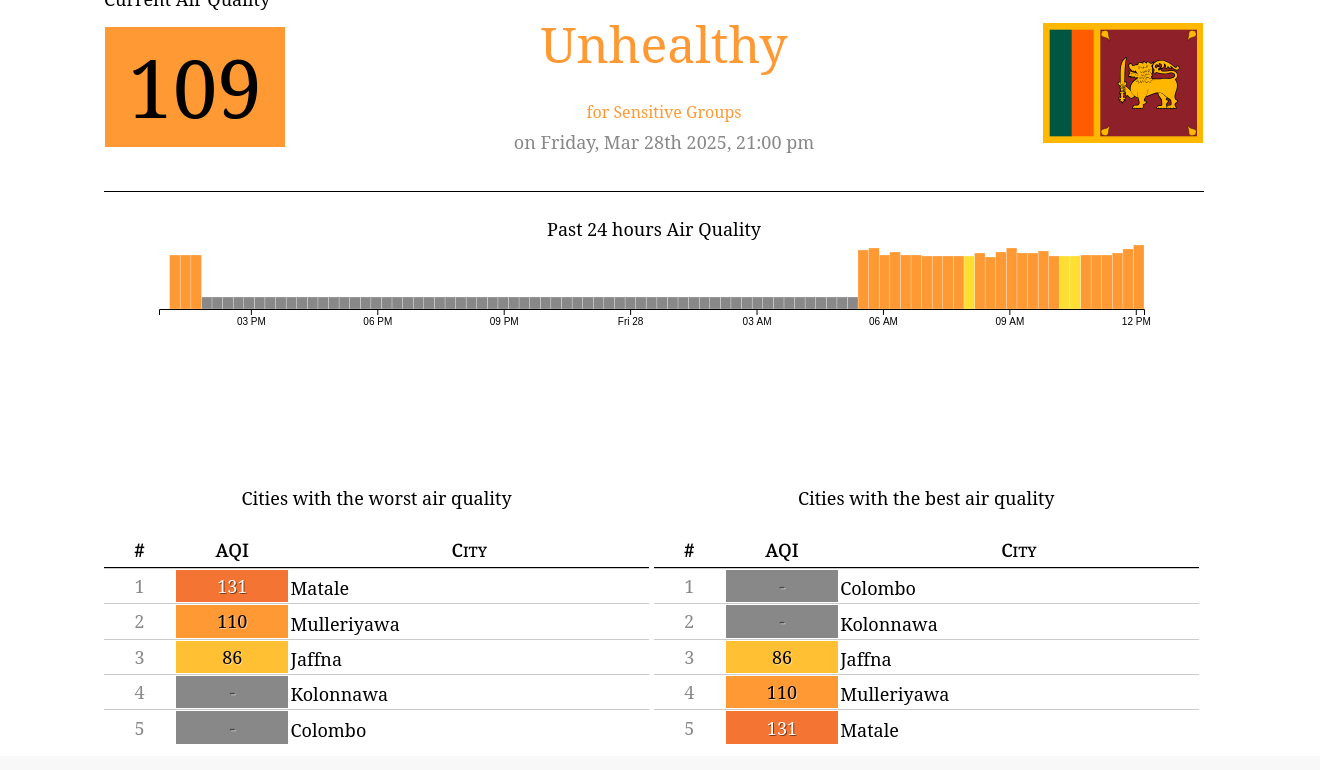 Current Air Quality
109
Unhealthy
for Sensitive Groups
on Friday, Mar 28th 2025, 21:00 pm
Past 24 hours Air Quality
03 PM 06 PM 09 PM Fri 28 03 AM 06 AM 09 AM 12 PM
Cities with the worst air quality
# AQI City
1 131 Matale
2 110 Mulleriyawa
3 86 Jaffna
4 - Kolonnawa
5 - Colombo
Cities with the best air quality
# AQI City
1 - Colombo
2 - Kolonnawa
3 86 Jaffna
4 110 Mulleriyawa
5 131 Matale